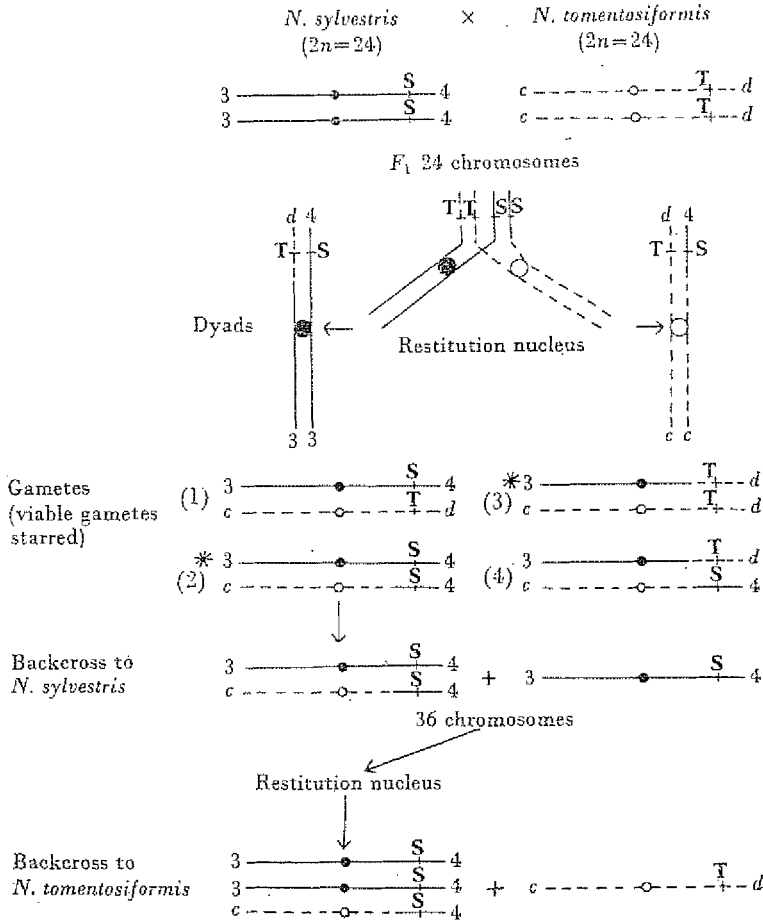 N. sylvestris × N. tomentosiformis
(2n=24) (2n=24)
S T
3 4 c d
S T
3 4 c d
F₁ 24 chromosomes
d 4 T T S S d 4
T S T S
Dyads
Restitution nucleus
3 3 c c
Gametes
(viable gametes
starred)
(1) 3 S 4
c T d
*3 T d
(3) c T d
* 3 S 4
(2) c S 4
3 T d
(4) c S 4
Backcross to
N. sylvestris
3 S 4 + 3 S 4
c S 4
36 chromosomes
Restitution nucleus
Backcross to
N. tomentosiformis
3 S 4
3 S 4 + c T d
c S 4